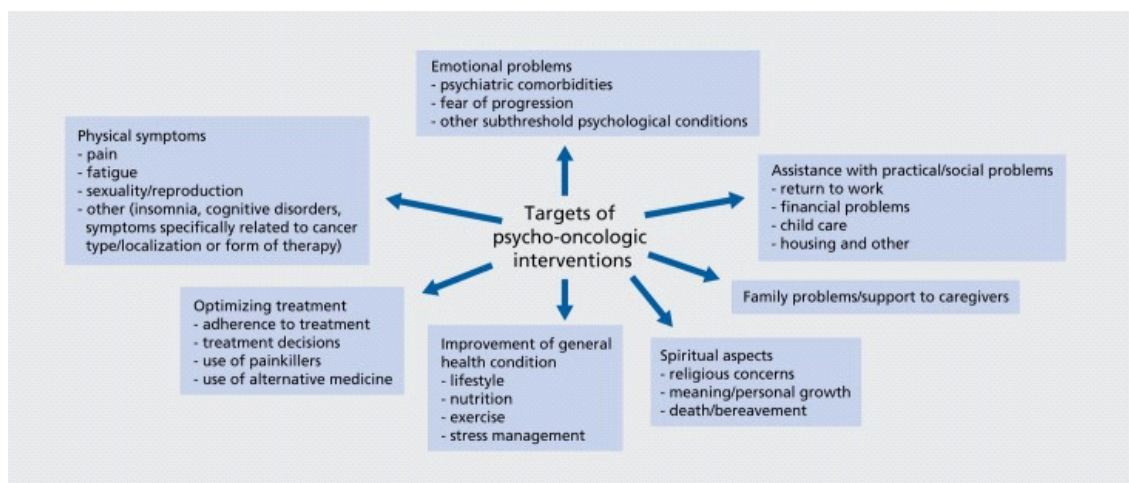 Emotional problems
- psychiatric comorbidities
- fear of progression
- other subthreshold psychological conditions
Physical symptoms
- pain
- fatigue
- sexuality/reproduction
- other (insomnia, cognitive disorders,
symptoms specifically related to cancer
type/localization or form of therapy)
Assistance with practical/social problems
- return to work
- financial problems
- child care
- housing and other
Targets of
psycho-oncologic
interventions
Family problems/support to caregivers
Optimizing treatment
- adherence to treatment
- treatment decisions
- use of painkillers
- use of alternative medicine
Improvement of general
health condition
- lifestyle
- nutrition
- exercise
- stress management
Spiritual aspects
- religious concerns
- meaning/personal growth
- death/bereavement